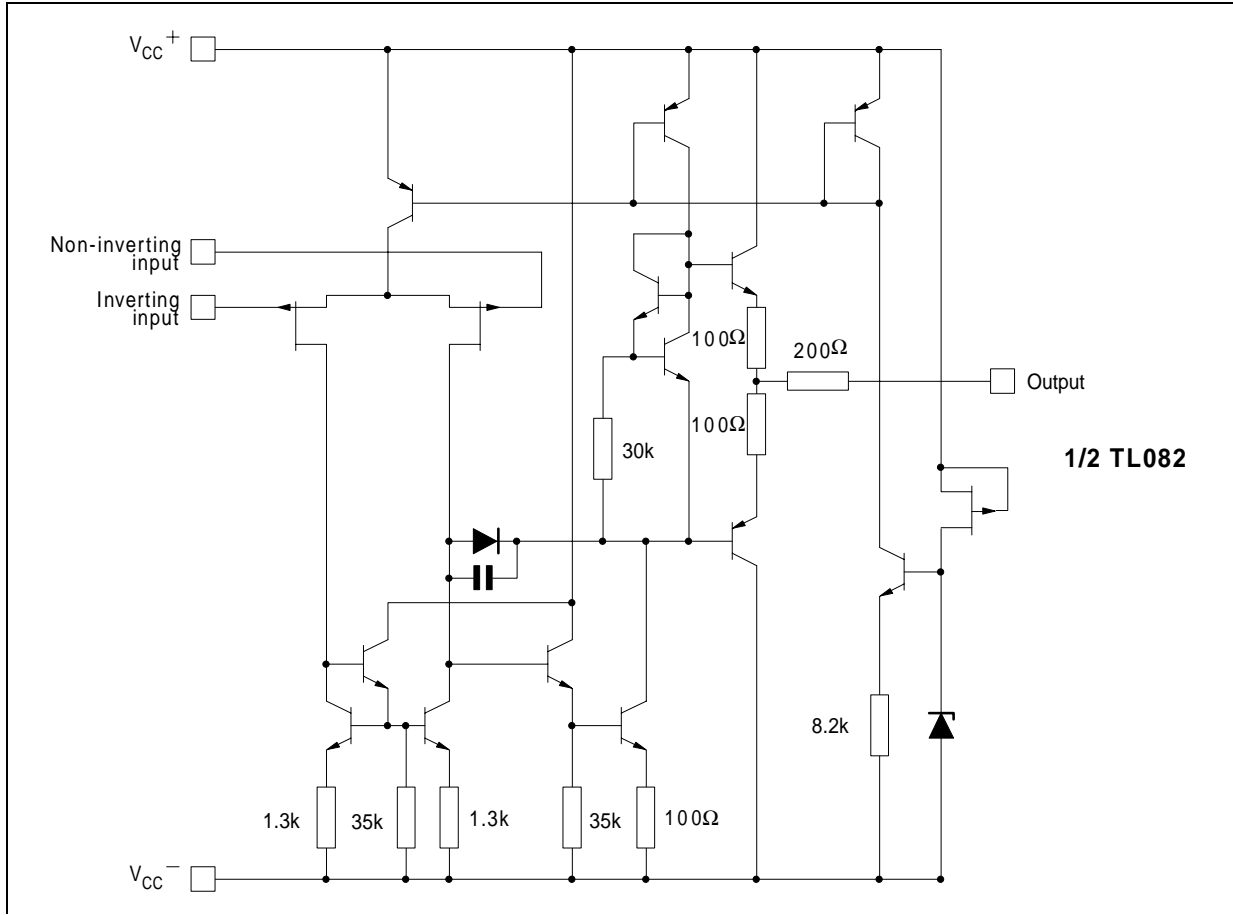 VCC+
Non-inverting
input
Inverting
input
100Ω
200Ω
Output
100Ω
30k
1/2 TL082
8.2k
1.3k
35k
1.3k
35k
100Ω
VCC−